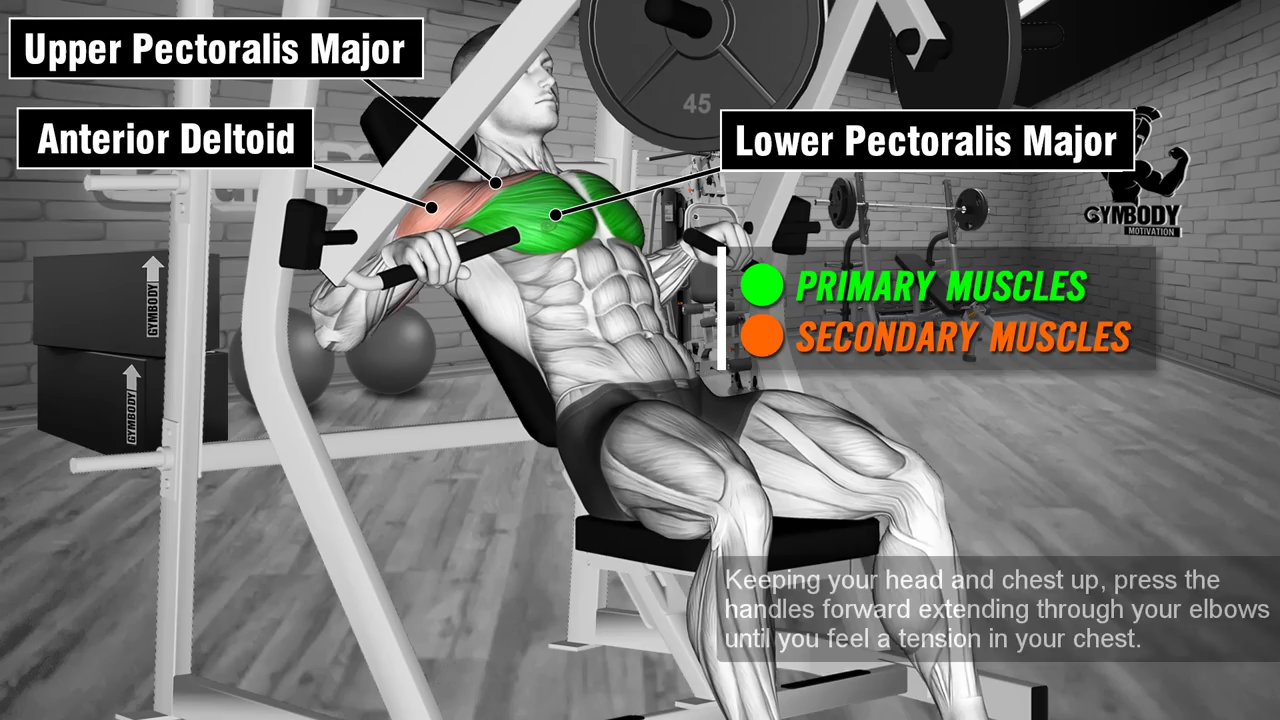 Upper Pectoralis Major
Anterior Deltoid
45
Lower Pectoralis Major
GYMBODY
MOTIVATION
GYMBODY
GYMBODY
PRIMARY MUSCLES
SECONDARY MUSCLES
Keeping your head and chest up, press the
handles forward extending through your elbows
until you feel a tension in your chest.